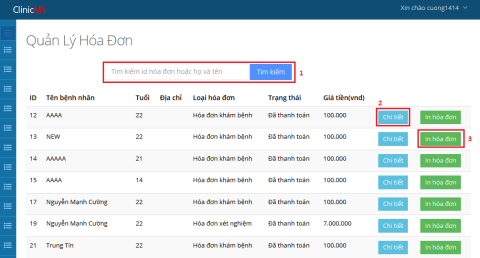 ClinicMS
Xin chào cuong1414
Quản Lý Hóa Đơn
Tìm kiếm id hóa đơn hoặc họ và tên Tìm kiếm 1
ID Tên bệnh nhân Tuổi Địa chỉ Loại hóa đơn Trạng thái Giá tiền(vnd)
2
12 AAAA 22 Hóa đơn khám bệnh Đã thanh toán 100.000 Chi tiết In hóa đơn
13 NEW 22 Hóa đơn khám bệnh Đã thanh toán 100.000 Chi tiết In hóa đơn 3
14 AAAAA 21 Hóa đơn khám bệnh Đã thanh toán 100.000 Chi tiết In hóa đơn
15 AAAA 14 Hóa đơn khám bệnh Đã thanh toán 100.000 Chi tiết In hóa đơn
17 Nguyễn Mạnh Cường 22 Hóa đơn khám bệnh Đã thanh toán 100.000 Chi tiết In hóa đơn
19 Nguyễn Mạnh Cường 22 Hóa đơn xét nghiệm Đã thanh toán 7.000.000 Chi tiết In hóa đơn
21 Trung Tín 22 Hóa đơn khám bệnh Đã thanh toán 100.000 Chi tiết In hóa đơn